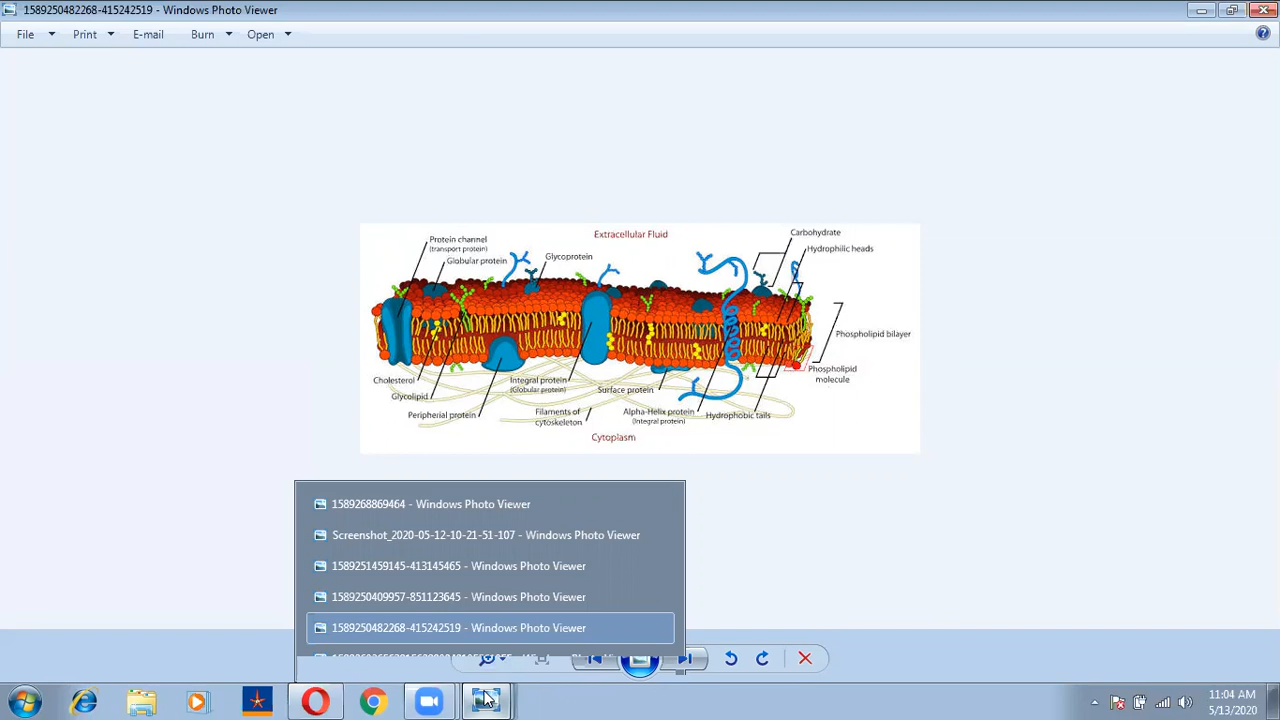 1589250482268-415242519 - Windows Photo Viewer
File Print E-mail Burn Open
Extracellular Fluid
Carbohydrate
Hydrophilic heads
Protein channel
(transport protein)
Globular protein
Glycoprotein
Phospholipid bilayer
Phospholipid
molecule
Cholesterol
Glycolipid
Peripherial protein
Integral protein
(Globular protein)
Surface protein
Filaments of
cytoskeleton
Alpha-Helix protein
(Integral protein)
Hydrophobic tails
Cytoplasm
1589268869464 - Windows Photo Viewer
Screenshot_2020-05-12-10-21-51-107 - Windows Photo Viewer
1589251459145-413145465 - Windows Photo Viewer
1589250409957-851123645 - Windows Photo Viewer
1589250482268-415242519 - Windows Photo Viewer
11:04 AM
5/13/2020